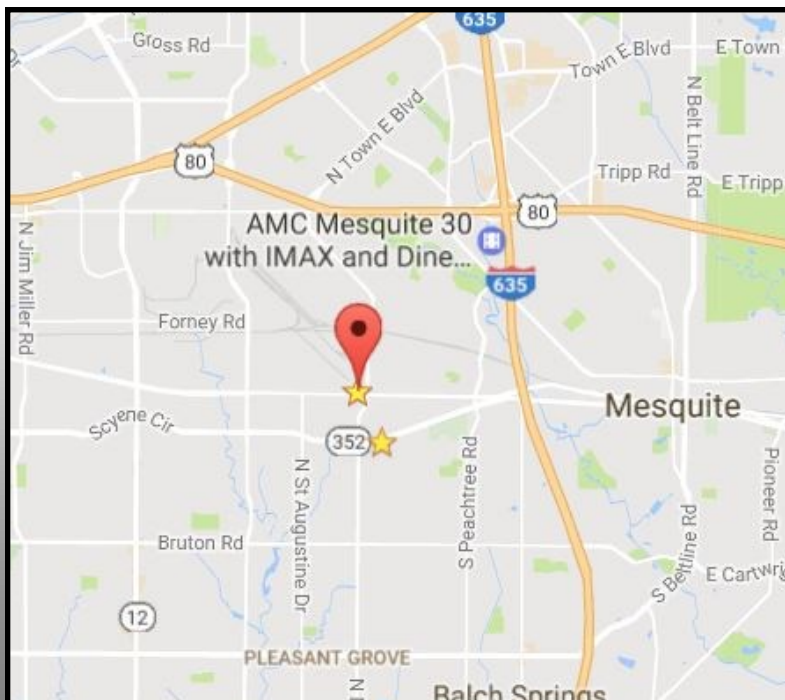 635
Gross Rd
Dr
Town E Blvd
E Town
N Belt Line Rd
80
N Town E Blvd
Tripp Rd
E Tripp
N Jim Miller Rd
80
AMC Mesquite 30
with IMAX and Dine...
635
Forney Rd
Mesquite
Scyene Cir
352
N St Augustine Dr
S Peachtree Rd
Pioneer Rd
Bruton Rd
S Beltline Rd
E Cartwrig
12
PLEASANT GROVE
N
Balch Springs